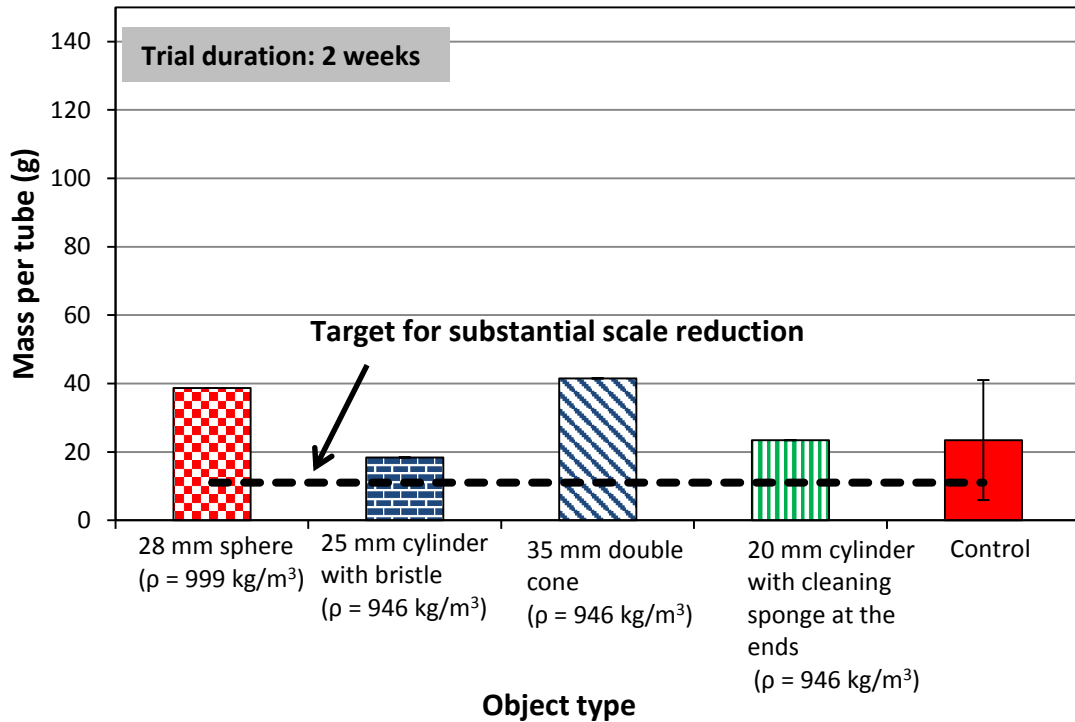 140
120
100
80
60
40
20
0
Mass per tube (g)
Trial duration: 2 weeks
Target for substantial scale reduction
28 mm sphere
(ρ = 999 kg/m³)
25 mm cylinder
with bristle
(ρ = 946 kg/m³)
35 mm double
cone
(ρ = 946 kg/m³)
20 mm cylinder
with cleaning
sponge at the
ends
(ρ = 946 kg/m³)
Control
Object type